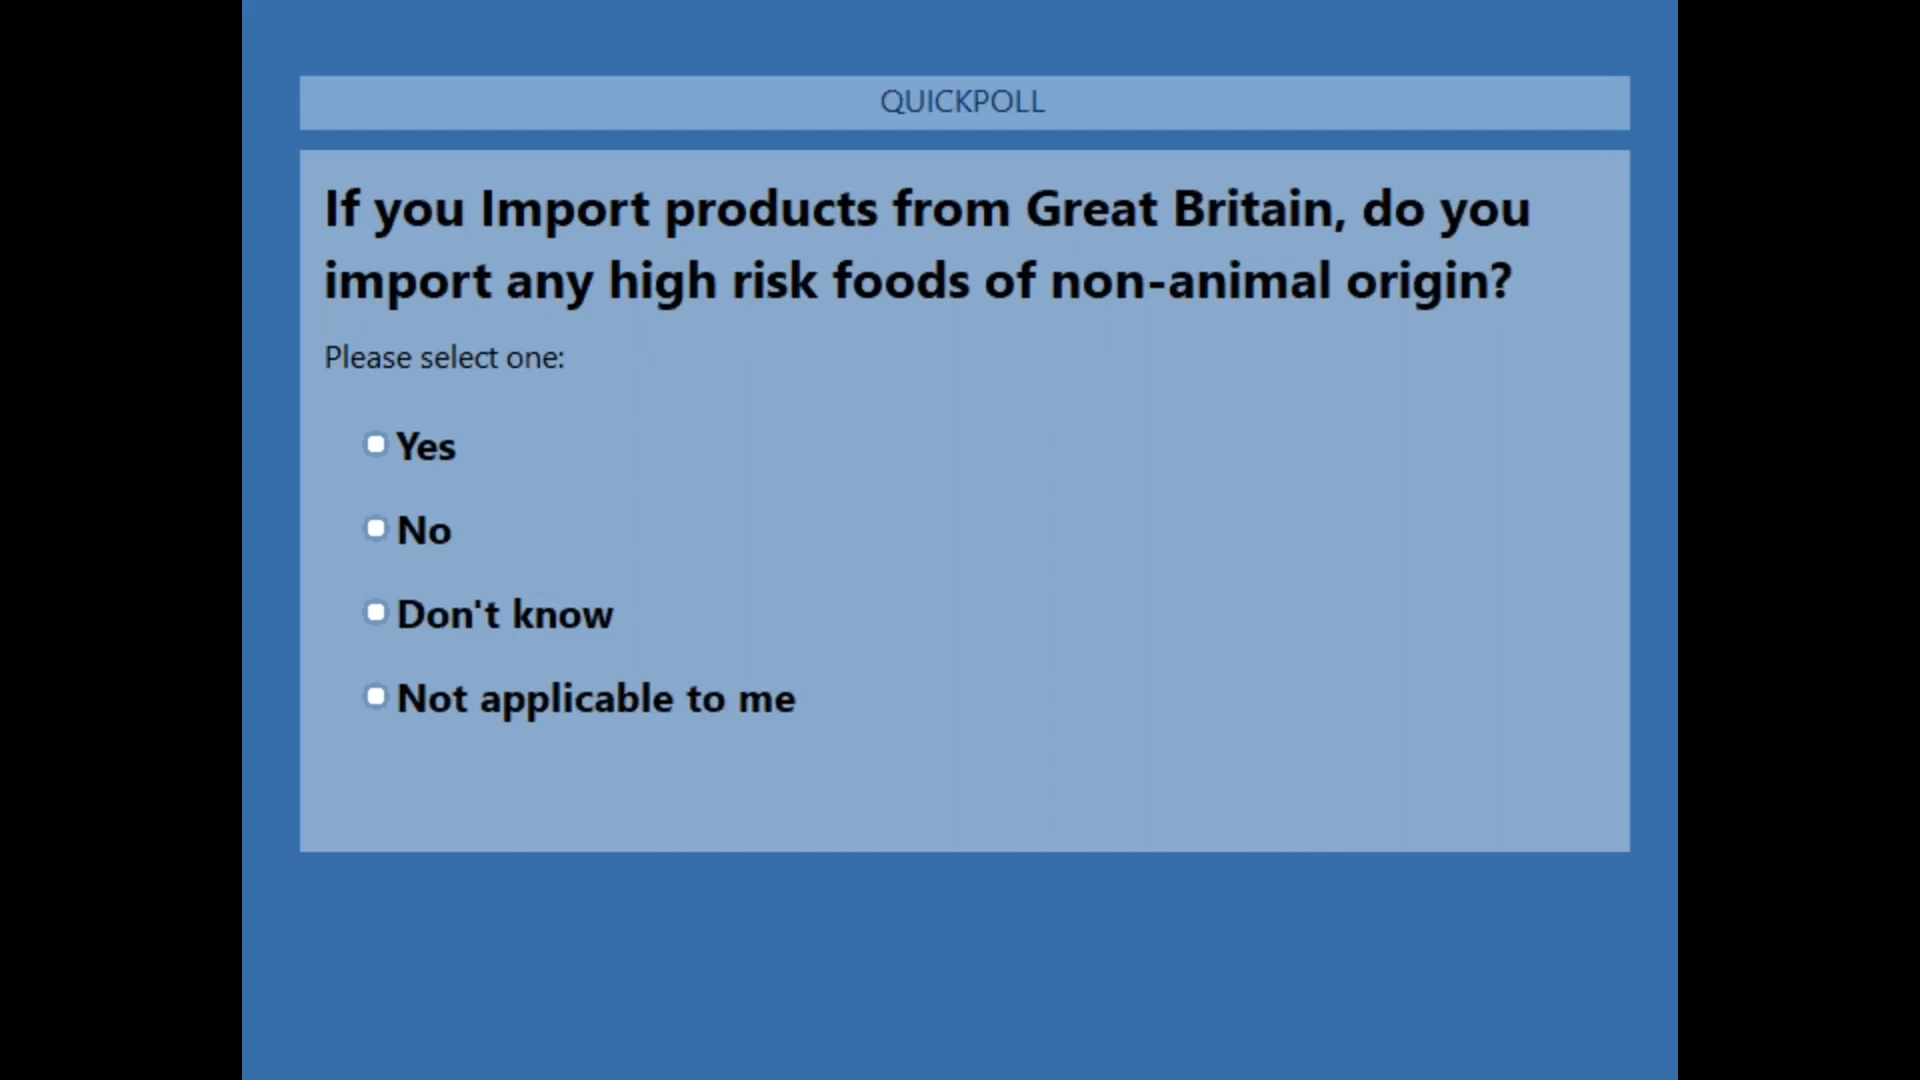 QUICKPOLL
If you Import products from Great Britain, do you
import any high risk foods of non-animal origin?
Please select one:
Yes
No
Don't know
Not applicable to me